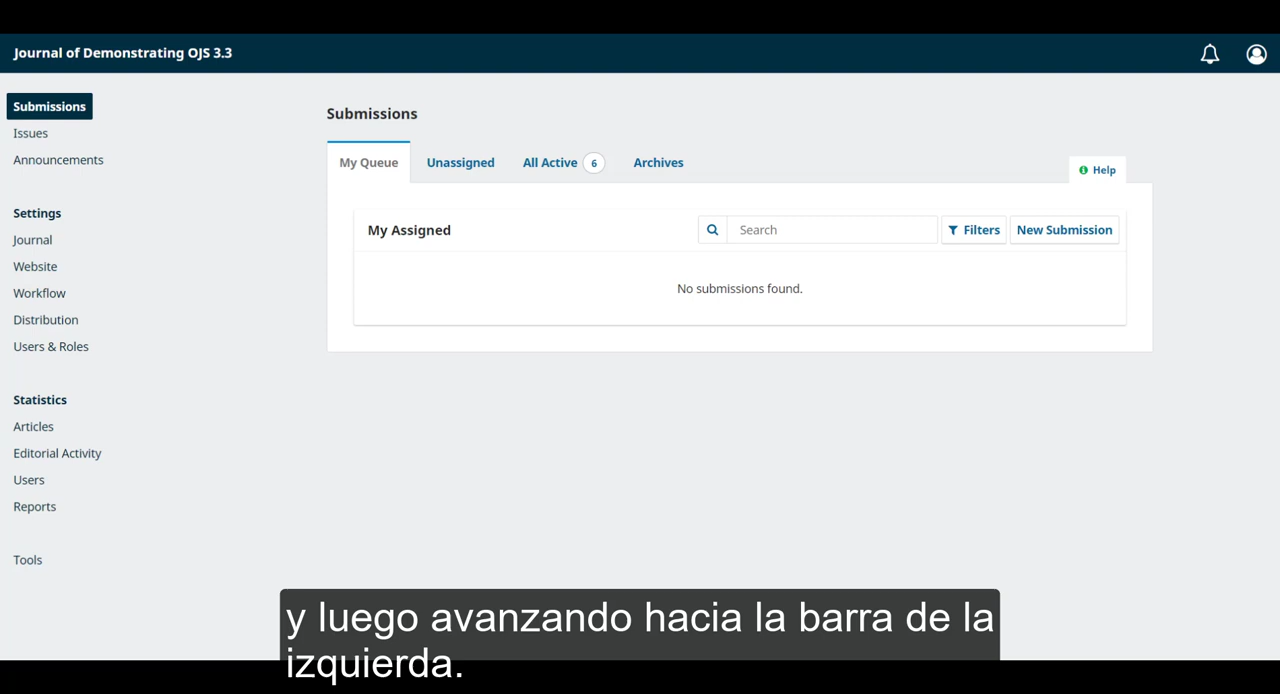 Journal of Demonstrating OJS 3.3
Submissions
Issues
Announcements
Settings
Journal
Website
Workflow
Distribution
Users & Roles
Statistics
Articles
Editorial Activity
Users
Reports
Tools
Submissions
My Queue Unassigned All Active 6 Archives
Help
My Assigned Search Filters New Submission
No submissions found.
y luego avanzando hacia la barra de la
izquierda.